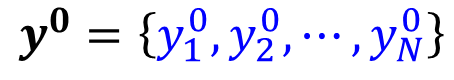 𝒚⁰ = {y₁⁰, y₂⁰, ⋯, y_N⁰}